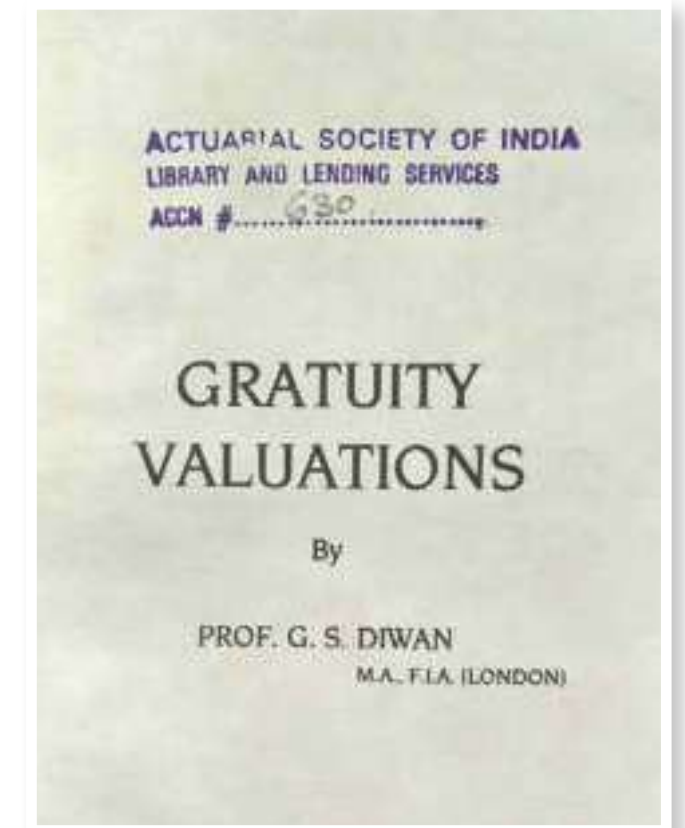 ACTUARIAL SOCIETY OF INDIA
LIBRARY AND LENDING SERVICES
ACCN #......630......................
GRATUITY
VALUATIONS
By
PROF. G. S. DIWAN
M.A., F.I.A. (LONDON)